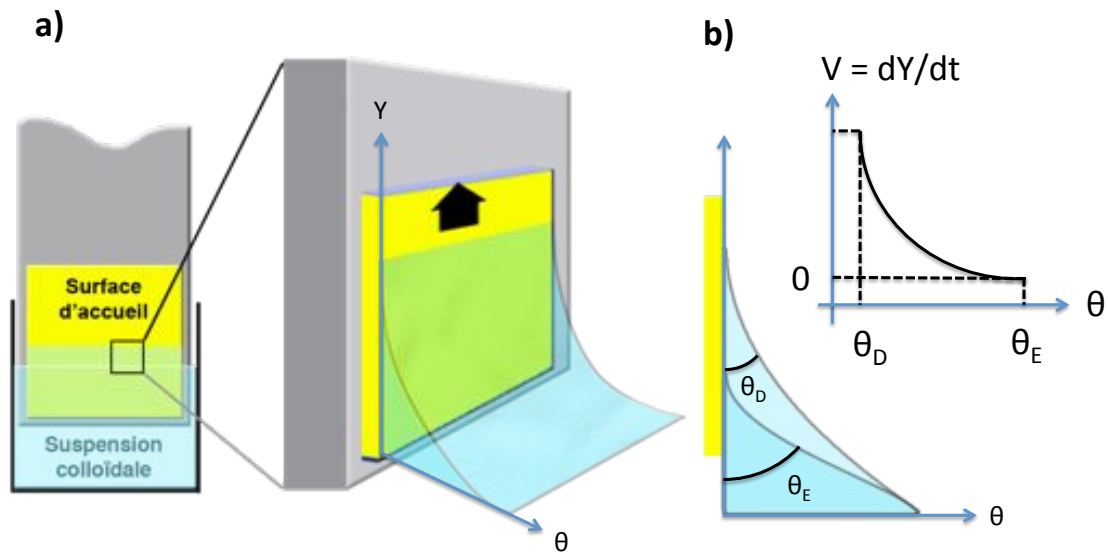 a)
Y
Surface
d'accueil
Suspension
colloïdale
θ
b)
V = dY/dt
0
θ
θD
θE
θD
θE
θ